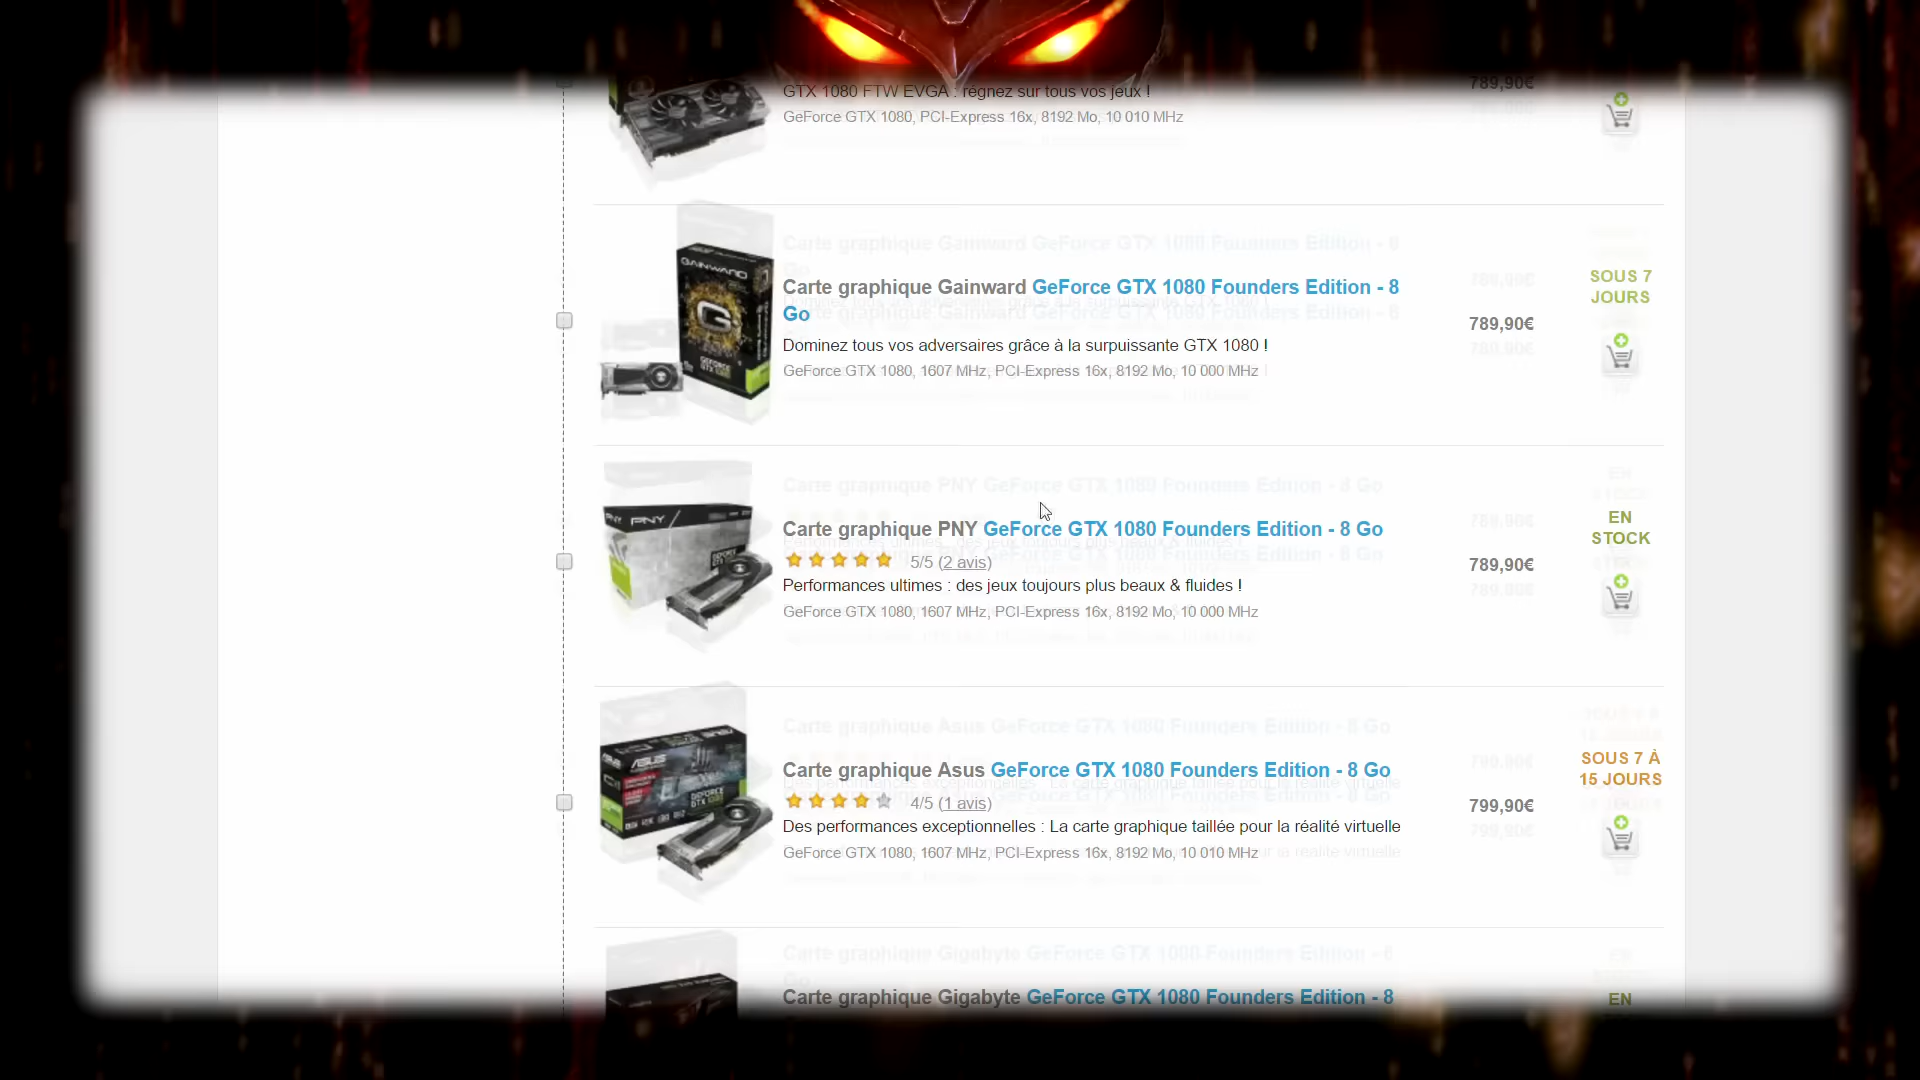 789,90€
GTX 1080 FTW EVGA : régnez sur tous vos jeux !
GeForce GTX 1080, PCI-Express 16x, 8192 Mo, 10 010 MHz
GAINWARD
G
Carte graphique Gainward GeForce GTX 1080 Founders Edition - 8
Go
Dominez tous vos adversaires grâce à la surpuissante GTX 1080 !
GeForce GTX 1080, 1607 MHz, PCI-Express 16x, 8192 Mo, 10 000 MHz
789,90€
SOUS 7
JOURS
PNY
PNY
Carte graphique PNY GeForce GTX 1080 Founders Edition - 8 Go
5/5 (2 avis)
Performances ultimes : des jeux toujours plus beaux & fluides !
GeForce GTX 1080, 1607 MHz, PCI-Express 16x, 8192 Mo, 10 000 MHz
789,90€
EN
STOCK
ASUS
Carte graphique Asus GeForce GTX 1080 Founders Edition - 8 Go
4/5 (1 avis)
Des performances exceptionnelles : La carte graphique taillée pour la réalité virtuelle
GeForce GTX 1080, 1607 MHz, PCI-Express 16x, 8192 Mo, 10 010 MHz
799,90€
SOUS 7 À
15 JOURS
Carte graphique Gigabyte GeForce GTX 1080 Founders Edition - 8
EN